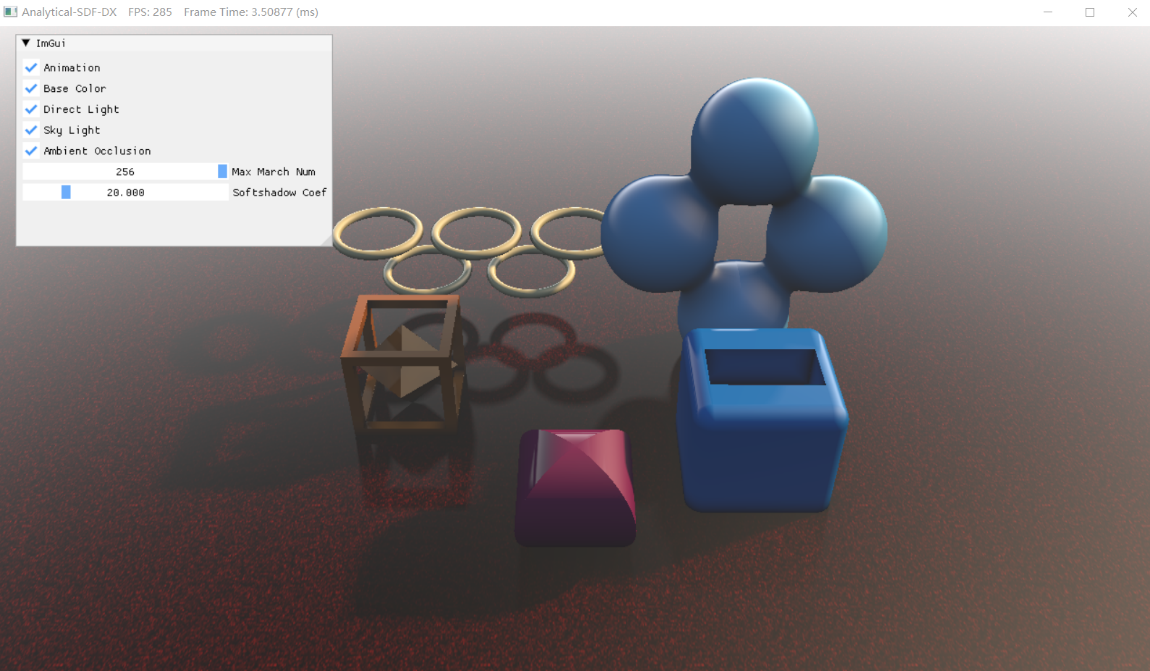 Analytical-SDF-DX FPS: 285 Frame Time: 3.50877 (ms)
ImGui
Animation
Base Color
Direct Light
Sky Light
Ambient Occlusion
256 Max March Num
20.000 Softshadow Coef